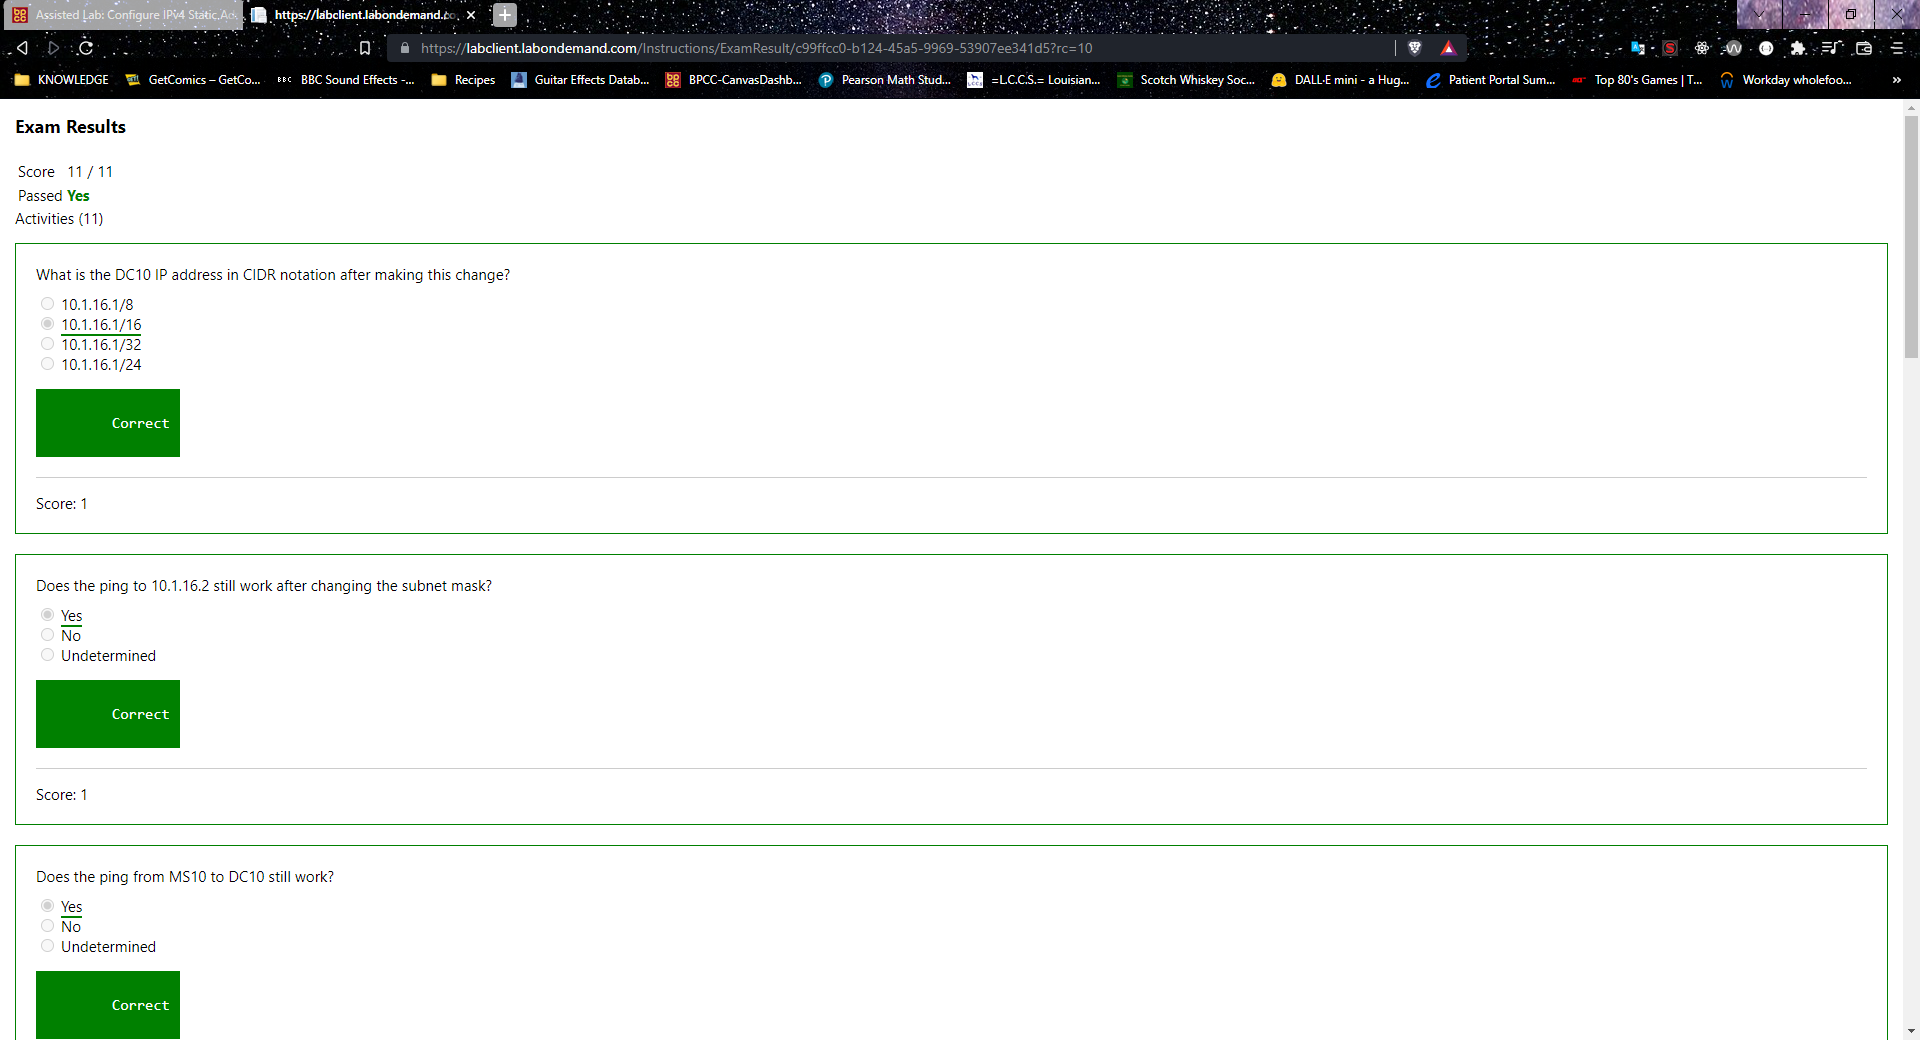 Assisted Lab: Configure IPv4 Static Ad
https://labclient.labondemand.co
https://labclient.labondemand.com/Instructions/ExamResult/c99ffcc0-b124-45a5-9969-53907ee341d5?rc=10
KNOWLEDGE
GetComics – GetCo...
BBC
BBC Sound Effects -...
Recipes
Guitar Effects Datab...
BPCC-CanvasDashb...
Pearson Math Stud...
=L.C.C.S.= Louisian...
Scotch Whiskey Soc...
DALL·E mini - a Hug...
Patient Portal Sum...
Top 80's Games | T...
Workday wholefoo...
»
Exam Results
Score 11 / 11
Passed Yes
Activities (11)
What is the DC10 IP address in CIDR notation after making this change?
10.1.16.1/8
10.1.16.1/16
10.1.16.1/32
10.1.16.1/24
Correct
Score: 1
Does the ping to 10.1.16.2 still work after changing the subnet mask?
Yes
No
Undetermined
Correct
Score: 1
Does the ping from MS10 to DC10 still work?
Yes
No
Undetermined
Correct